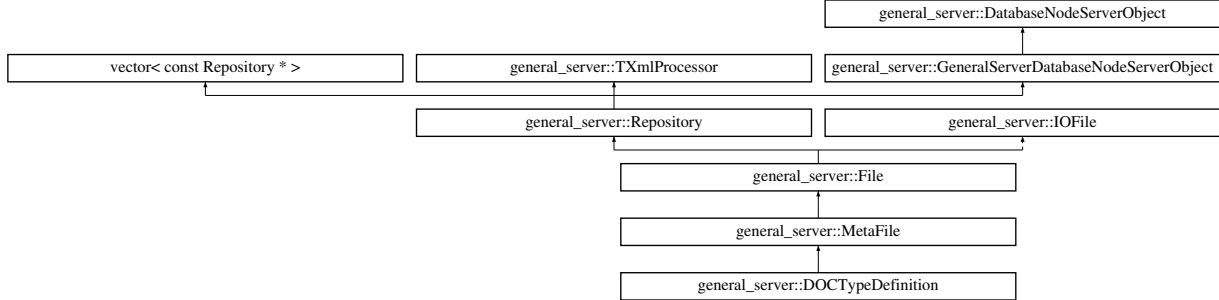 general_server::DatabaseNodeServerObject
vector< const Repository * >
general_server::TXmlProcessor
general_server::GeneralServerDatabaseNodeServerObject
general_server::Repository
general_server::IOFile
general_server::File
general_server::MetaFile
general_server::DOCTypeDefinition